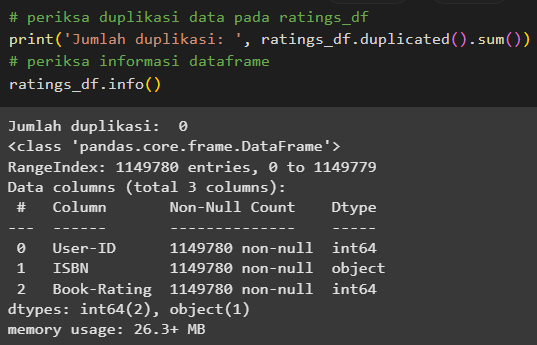 # periksa duplikasi data pada ratings_df
print('Jumlah duplikasi: ', ratings_df.duplicated().sum())
# periksa informasi dataframe
ratings_df.info()
Jumlah duplikasi:  0
<class 'pandas.core.frame.DataFrame'>
RangeIndex: 1149780 entries, 0 to 1149779
Data columns (total 3 columns):
 #   Column       Non-Null Count    Dtype
---  ------       --------------    -----
 0   User-ID      1149780 non-null  int64
 1   ISBN         1149780 non-null  object
 2   Book-Rating  1149780 non-null  int64
dtypes: int64(2), object(1)
memory usage: 26.3+ MB